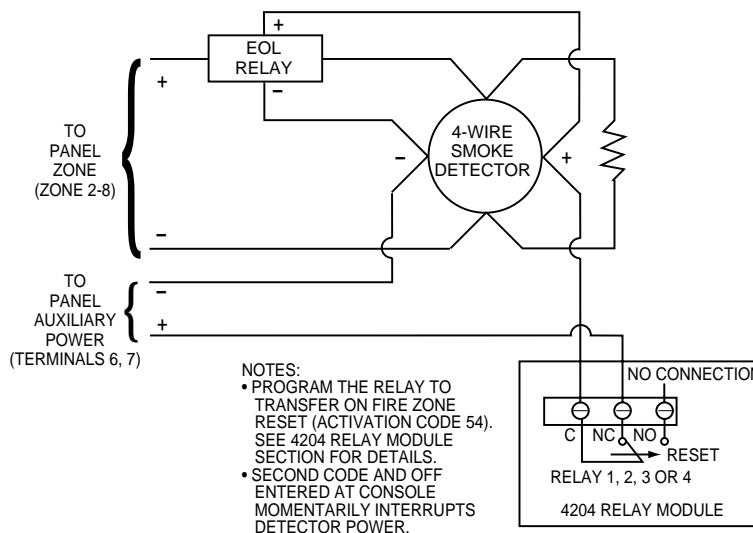 +
EOL
RELAY
+
−
4-WIRE
SMOKE
DETECTOR
−
+
TO
PANEL
ZONE
(ZONE 2-8)
−
TO
PANEL
AUXILIARY
POWER
(TERMINALS 6, 7)
−
+
NOTES:
• PROGRAM THE RELAY TO
TRANSFER ON FIRE ZONE
RESET (ACTIVATION CODE 54).
SEE 4204 RELAY MODULE
SECTION FOR DETAILS.
• SECOND CODE AND OFF
ENTERED AT CONSOLE
MOMENTARILY INTERRUPTS
DETECTOR POWER.
NO CONNECTION
C NC NO
RESET
RELAY 1, 2, 3 OR 4
4204 RELAY MODULE